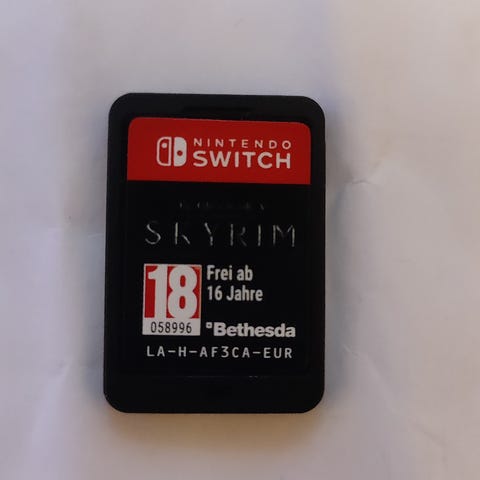 NINTENDO
SWITCH
SKYRIM
18
058996
Frei ab
16 Jahre
Bethesda
LA-H-AF3CA-EUR